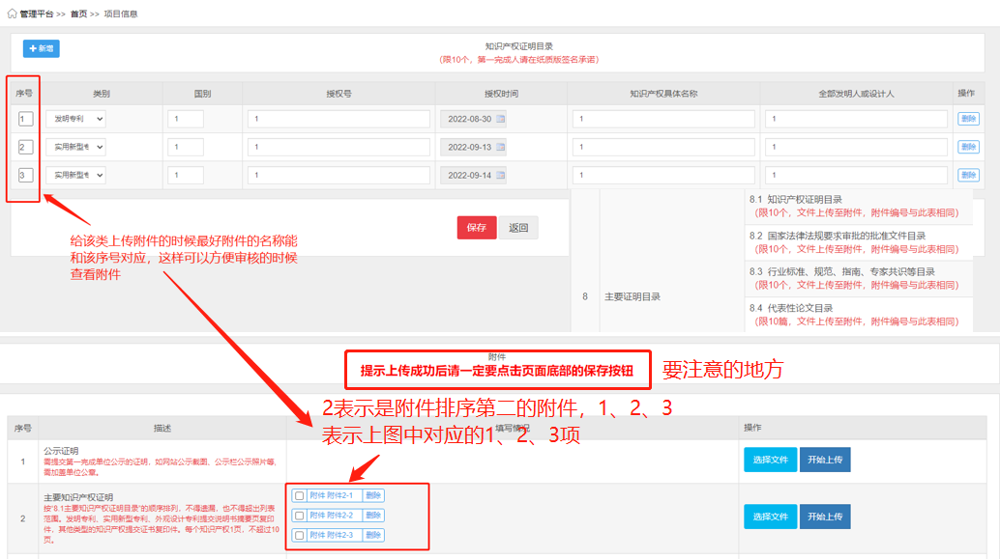 管理平台 >> 首页 >> 项目信息
+ 新增
知识产权证明目录
(限10个，第一完成人请在纸质版签名承诺)
序号 类别 国别 授权号 授权时间 知识产权具体名称 全部发明人或设计人 操作
1 发明专利 1 1 2022-08-30 1 1 删除
2 实用新型专 1 1 2022-09-13 1 1 删除
3 实用新型专 1 1 2022-09-14 1 1 删除
保存 返回
给该类上传附件的时候最好附件的名称能
和该序号对应，这样可以方便审核的时候
查看附件
8 主要证明目录
8.1 知识产权证明目录
(限10个，文件上传至附件，附件编号与此表相同)
8.2 国家法律法规要求审批的批准文件目录
(限10个，文件上传至附件，附件编号与此表相同)
8.3 行业标准、规范、指南、专家共识等目录
(限10个，文件上传至附件，附件编号与此表相同)
8.4 代表性论文目录
(限10篇，文件上传至附件，附件编号与此表相同)
附件
提示上传成功后请一定要点击页面底部的保存按钮
要注意的地方
2表示是附件排序第二的附件，1、2、3
表示上图中对应的1、2、3项
序号 描述 填写情况 操作
1 公示证明
需提交第一完成单位公示的证明，如网站公示截图、公示栏公示照片等，
需加盖单位公章。
选择文件 开始上传
2 主要知识产权证明
按“8.1主要知识产权证明目录”的顺序排列，不得遗漏，也不得超出列表
范围。发明专利、实用新型专利、外观设计专利提交说明书摘要页复印
件，其他类型的知识产权提交证书复印件。每个知识产权1页，不超过10
页。
附件 附件2-1 删除
附件 附件2-2 删除
附件 附件2-3 删除
选择文件 开始上传